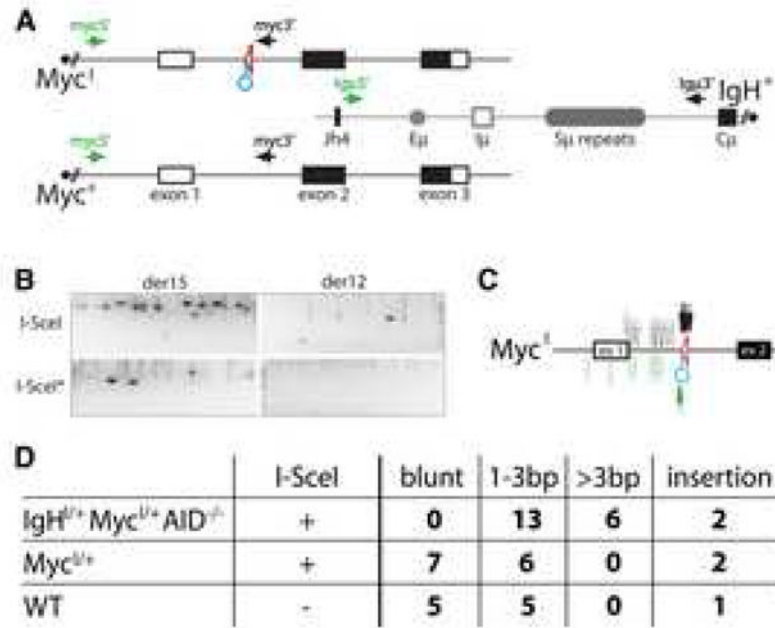 A
myc5' myc3'
Myc
Igμ5' Igμ3' IgH+
Jh4 Eμ Iμ Sμ repeats Cμ
myc5' myc3'
Myc+
exon 1 exon 2 exon 3
B der15 der12 C
I-SceI
I-SceI*
Myc ex 1 ex 2
D
I-SceI blunt 1-3bp >3bp insertion
IgH^I/+ Myc^I/+ AID^-/- + 0 13 6 2
Myc^I/+ + 7 6 0 2
WT - 5 5 0 1